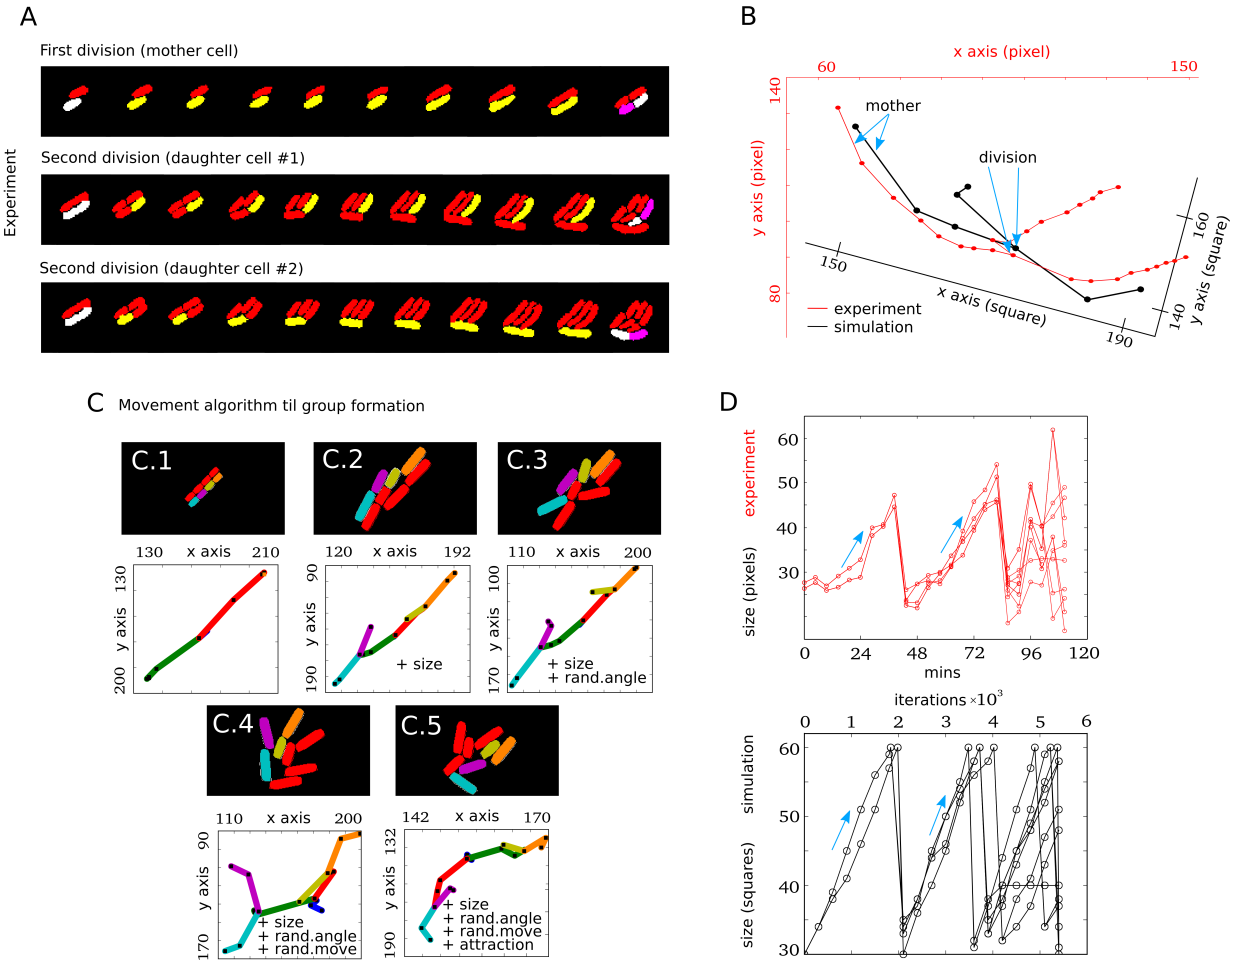 A
First division (mother cell)
Experiment
Second division (daughter cell #1)
Second division (daughter cell #2)
B
x axis (pixel)
60 150
140
y axis (pixel)
80
mother
division
150
x axis (square)
190
160
y axis (square)
140
experiment
simulation
C Movement algorithm til group formation
C.1
130 x axis 210
130
y axis
200
C.2
120 x axis 192
90
y axis
190
+ size
C.3
110 x axis 200
100
y axis
170
+ size
+ rand.angle
C.4
110 x axis 200
90
y axis
170
+ size
+ rand.angle
+ rand.move
C.5
142 x axis 170
132
y axis
190
+ size
+ rand.angle
+ rand.move
+ attraction
D
experiment
size (pixels)
60
50
40
30
0 24 48 72 96 120
mins
iterations ×10³
0 1 2 3 4 5 6
simulation
size (squares)
60
50
40
30